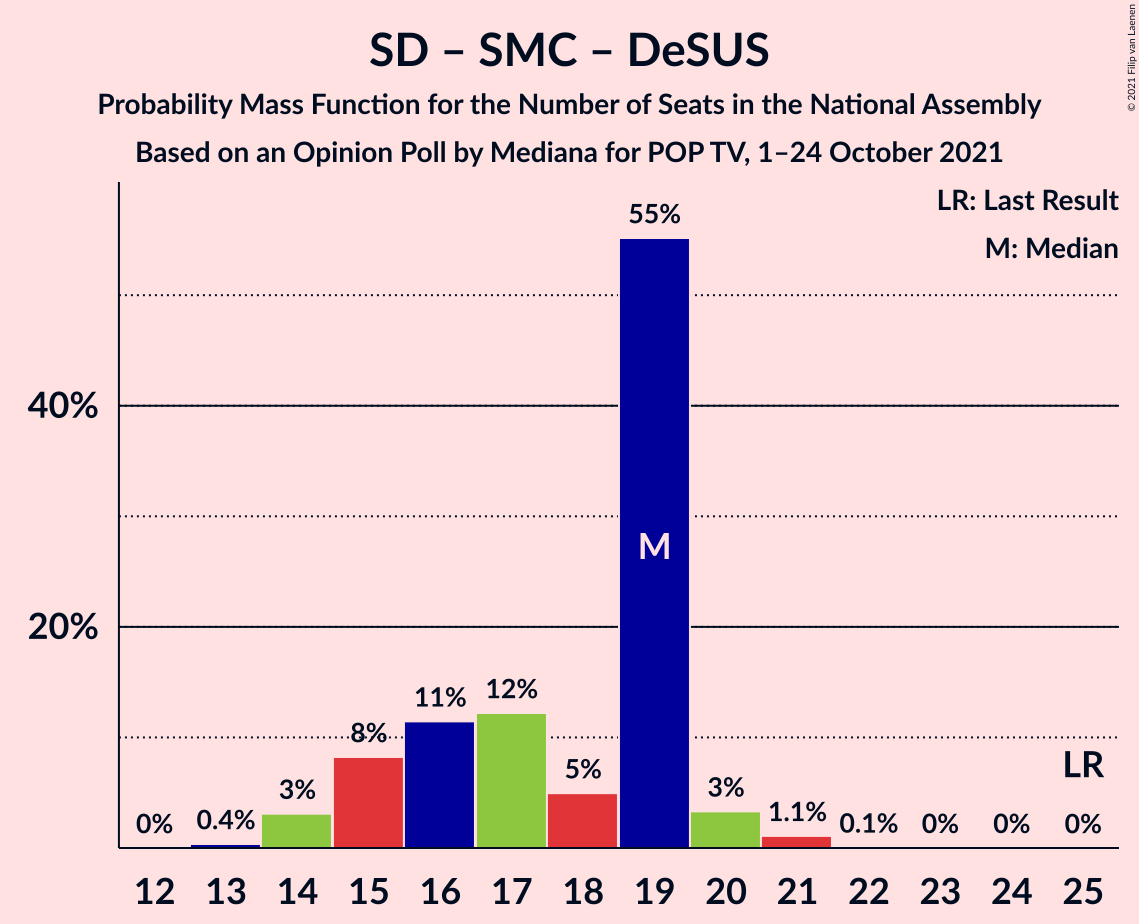 SD – SMC – DeSUS
Probability Mass Function for the Number of Seats in the National Assembly
Based on an Opinion Poll by Mediana for POP TV, 1–24 October 2021
© 2021 Filip van Laenen
LR: Last Result
M: Median
55%
40%
M
20%
12%
11%
8%
LR
5%
3%
3%
1.1%
0.4%
0%
0.1%
0%
0%
0%
12 13 14 15 16 17 18 19 20 21 22 23 24 25